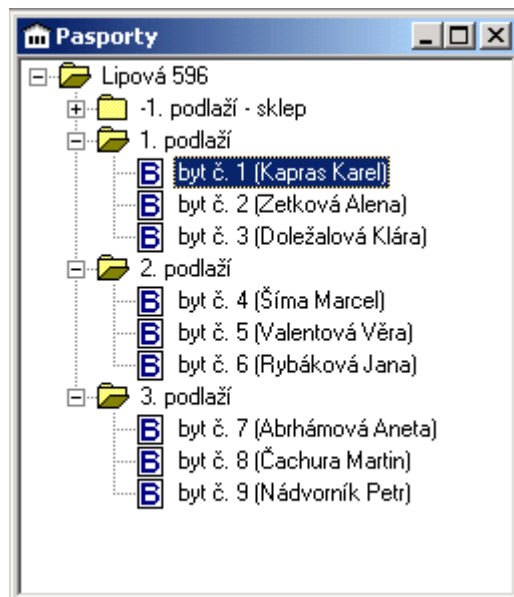 Pasporty
Lipová 596
-1. podlaží - sklep
1. podlaží
B byt č. 1 (Kapras Karel)
B byt č. 2 (Zetková Alena)
B byt č. 3 (Doležalová Klára)
2. podlaží
B byt č. 4 (Šíma Marcel)
B byt č. 5 (Valentová Věra)
B byt č. 6 (Rybáková Jana)
3. podlaží
B byt č. 7 (Abrhámová Aneta)
B byt č. 8 (Čachura Martin)
B byt č. 9 (Nádvorník Petr)